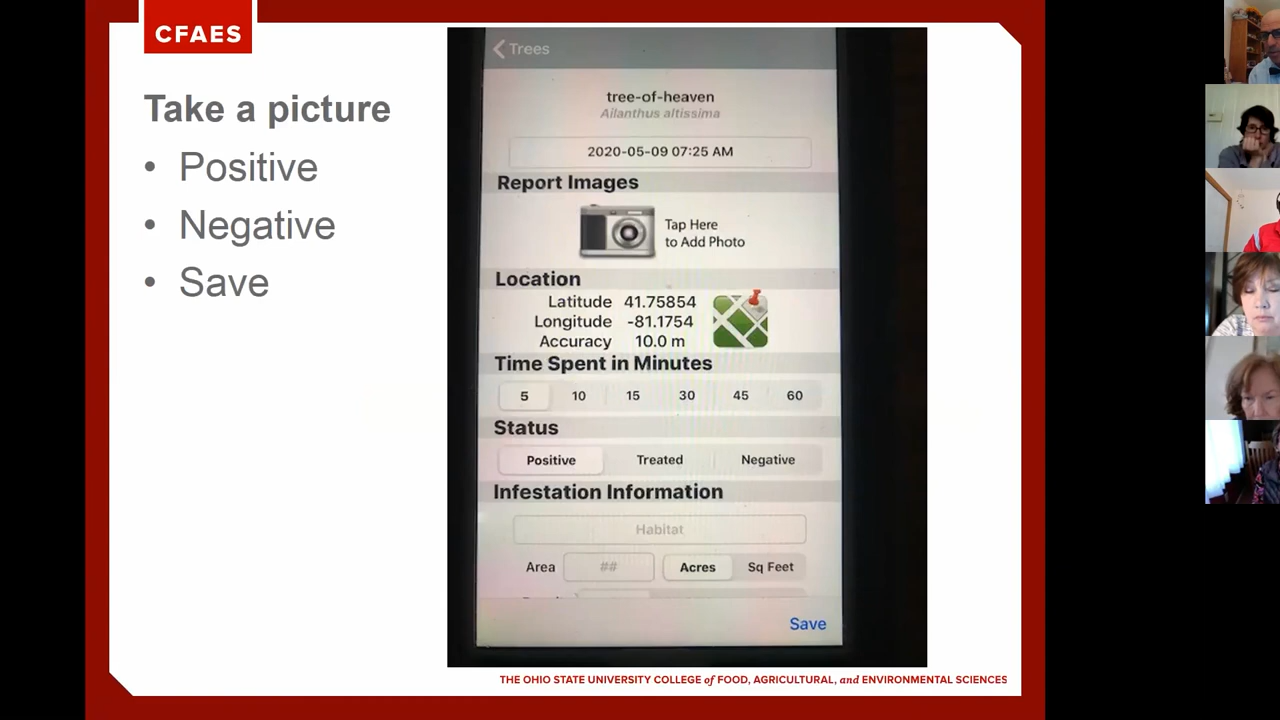 CFAES
Take a picture
• Positive
• Negative
• Save
Trees
tree-of-heaven
Ailanthus altissima
2020-05-09 07:25 AM
Report Images
Tap Here
to Add Photo
Location
Latitude 41.75854
Longitude -81.1754
Accuracy 10.0 m
Time Spent in Minutes
5 10 15 30 45 60
Status
Positive Treated Negative
Infestation Information
Habitat
Area ## Acres Sq Feet
Save
THE OHIO STATE UNIVERSITY COLLEGE of FOOD, AGRICULTURAL, and ENVIRONMENTAL SCIENCES